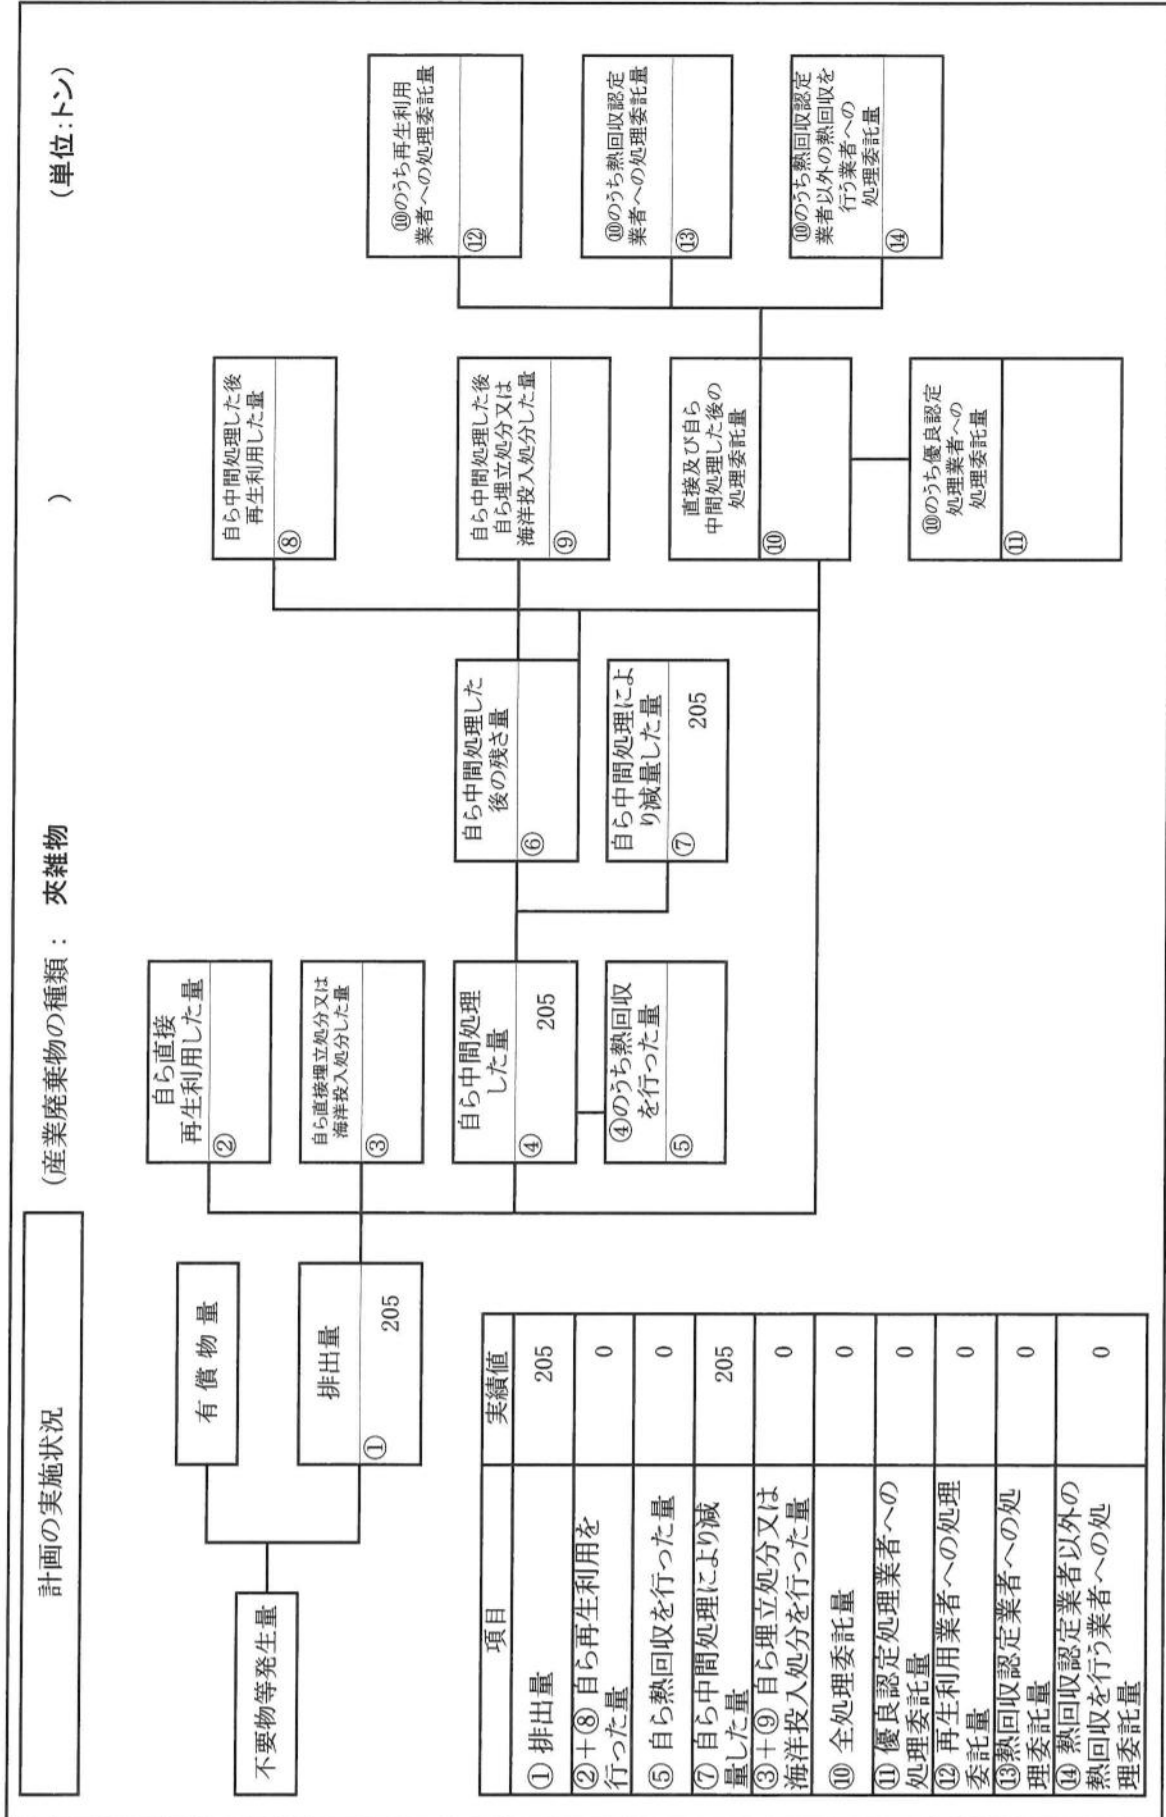 計画の実施状況
(産業廃棄物の種類： 夾雑物 )
(単位:トン)
不要物等発生量
有 償 物 量
排出量
① 205
自ら直接
再生利用した量
②
自ら直接埋立処分又は
海洋投入処分した量
③
自ら中間処理
した量
④ 205
④のうち熱回収
を行った量
⑤
自ら中間処理した
後の残さ量
⑥
自ら中間処理によ
り減量した量
⑦ 205
自ら中間処理した後
再生利用した量
⑧
自ら中間処理した後
自ら埋立処分又は
海洋投入処分した量
⑨
直接及び自ら
中間処理した後の
処理委託量
⑩
⑩のうち優良認定
処理業者への
処理委託量
⑪
⑩のうち再生利用
業者への処理委託量
⑫
⑩のうち熱回収認定
業者への処理委託量
⑬
⑩のうち熱回収認定
業者以外の熱回収を
行う業者への
処理委託量
⑭
項目 実績値
① 排出量 205
②＋⑧ 自ら再生利用を
行った量 0
⑤ 自ら熱回収を行った量 0
⑦ 自ら中間処理により減
量した量 205
③＋⑨ 自ら埋立処分又は
海洋投入処分を行った量 0
⑩ 全処理委託量 0
⑪ 優良認定処理業者への
処理委託量 0
⑫ 再生利用業者への処理
委託量 0
⑬熱回収認定業者への処
理委託量 0
⑭ 熱回収認定業者以外の
熱回収を行う業者への処
理委託量 0